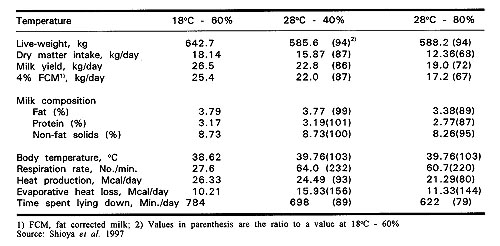 Temperature 18°C - 60% 28°C - 40% 28°C - 80%
Live-weight, kg 642.7 585.6 (94)2) 588.2 (94)
Dry matter intake, kg/day 18.14 15.87 (87) 12.36(68)
Milk yield, kg/day 26.5 22.8 (86) 19.0 (72)
4% FCM1), kg/day 25.4 22.0 (87) 17.2 (67)
Milk composition
Fat (%) 3.79 3.77 (99) 3.38(89)
Protein (%) 3.17 3.19(101) 2.77(87)
Non-fat solids (%) 8.73 8.73(100) 8.26(95)
Body temperature, °C 38.62 39.76(103) 39.76(103)
Respiration rate, No./min. 27.6 64.0 (232) 60.7(220)
Heat production, Mcal/day 26.33 24.49 (93) 21.29(80)
Evaporative heat loss, Mcal/day 10.21 15.93(156) 11.33(144)
Time spent lying down, Min./day 784 698 (89) 622 (79)
1) FCM, fat corrected milk; 2) Values in parenthesis are the ratio to a value at 18°C - 60%
Source: Shioya et al. 1997